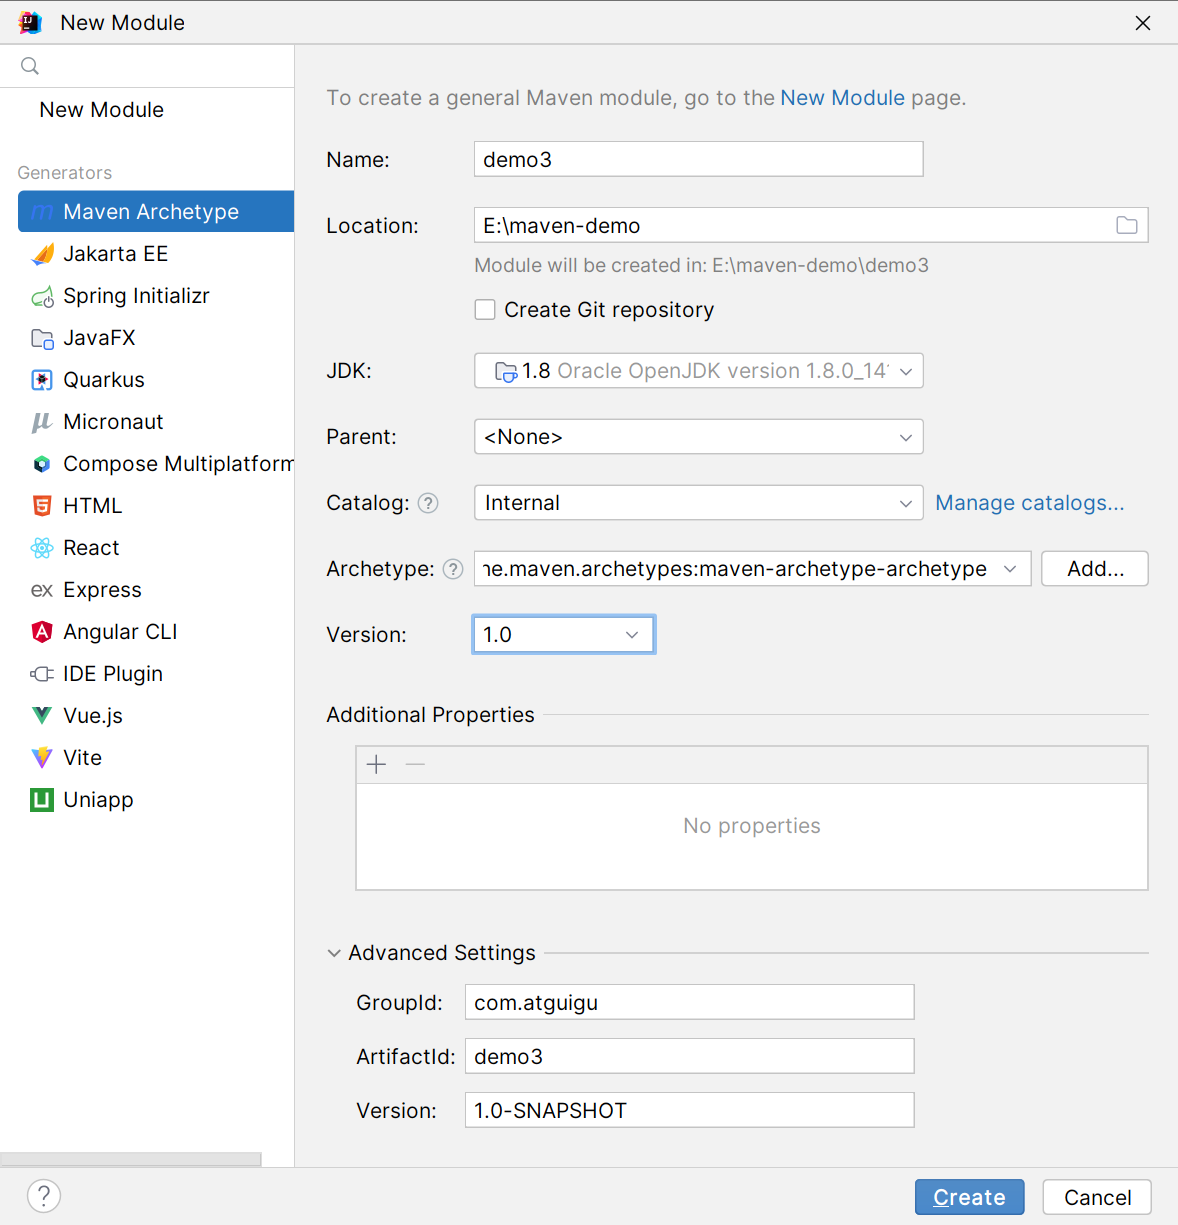 New Module
New Module
Generators
Maven Archetype
Jakarta EE
Spring Initializr
JavaFX
Quarkus
Micronaut
Compose Multiplatform
HTML
React
Express
Angular CLI
IDE Plugin
Vue.js
Vite
Uniapp
To create a general Maven module, go to the New Module page.
Name: demo3
Location: E:\maven-demo
Module will be created in: E:\maven-demo\demo3
Create Git repository
JDK: 1.8 Oracle OpenJDK version 1.8.0_141
Parent: <None>
Catalog: ? Internal Manage catalogs...
Archetype: ? ne.maven.archetypes:maven-archetype-archetype Add...
Version: 1.0
Additional Properties
No properties
Advanced Settings
GroupId: com.atguigu
ArtifactId: demo3
Version: 1.0-SNAPSHOT
? Create Cancel